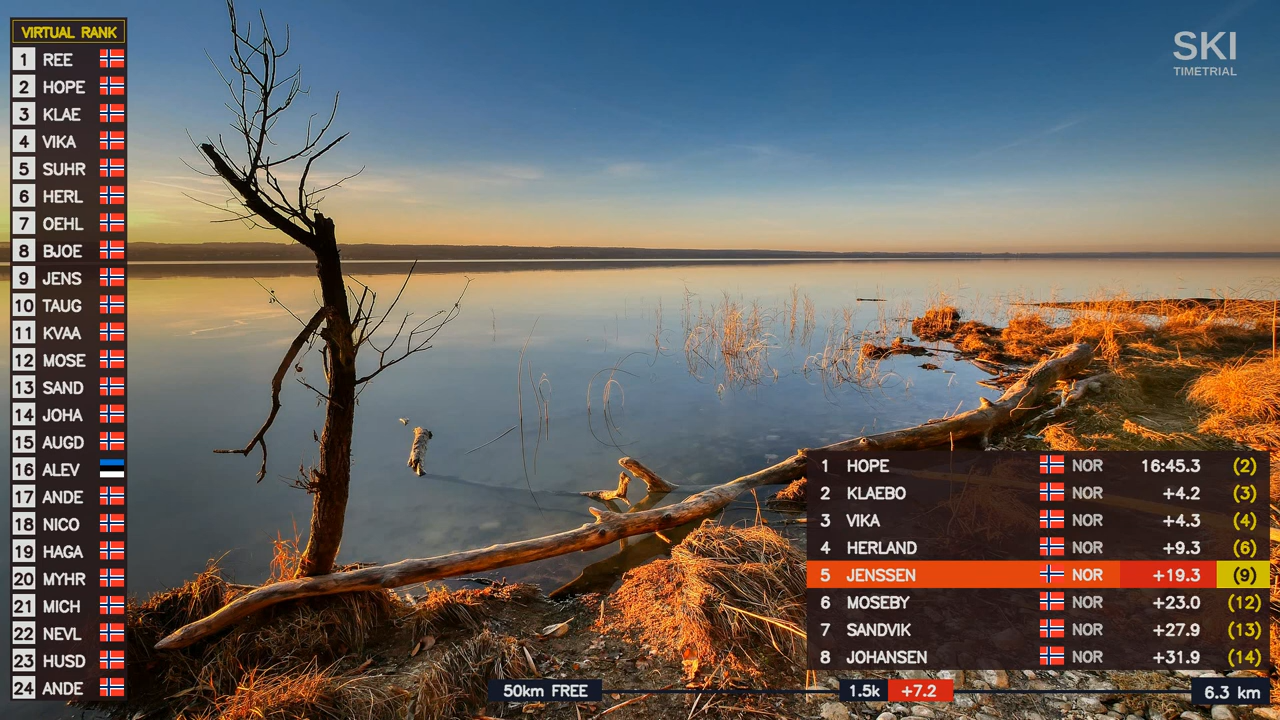 VIRTUAL RANK
1 REE
2 HOPE
3 KLAE
4 VIKA
5 SUHR
6 HERL
7 OEHL
8 BJOE
9 JENS
10 TAUG
11 KVAA
12 MOSE
13 SAND
14 JOHA
15 AUGD
16 ALEV
17 ANDE
18 NICO
19 HAGA
20 MYHR
21 MICH
22 NEVL
23 HUSD
24 ANDE
SKI
TIMETRIAL
1 HOPE NOR 16:45.3 (2)
2 KLAEBO NOR +4.2 (3)
3 VIKA NOR +4.3 (4)
4 HERLAND NOR +9.3 (6)
5 JENSSEN NOR +19.3 (9)
6 MOSEBY NOR +23.0 (12)
7 SANDVIK NOR +27.9 (13)
8 JOHANSEN NOR +31.9 (14)
50km FREE 1.5k +7.2 6.3 km